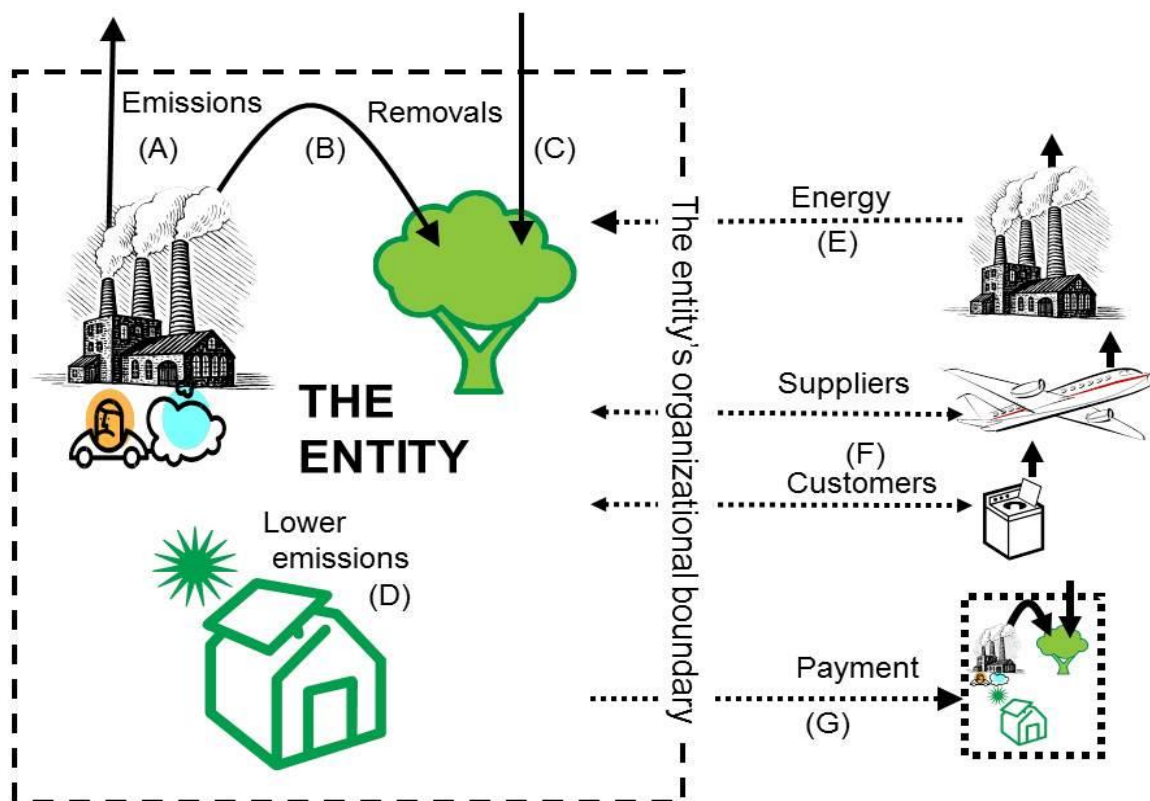 Emissions
(A)
(B)
Removals
(C)
THE
ENTITY
Lower
emissions
(D)
The entity's organizational boundary
Energy
(E)
Suppliers
(F)
Customers
Payment
(G)